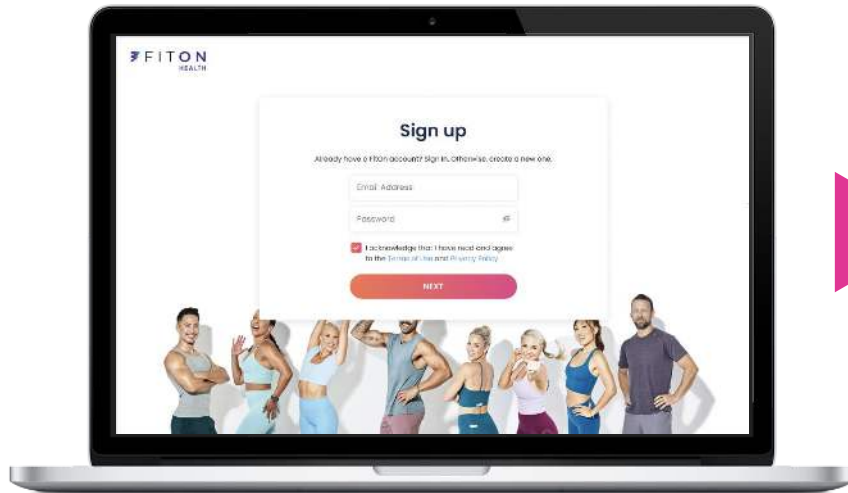 FITON
HEALTH
Sign up
Already have a FitOn account? Sign in. Otherwise, create a new one.
Email Address
Password
I acknowledge that I have read and agree
to the Terms of Use and Privacy Policy
NEXT